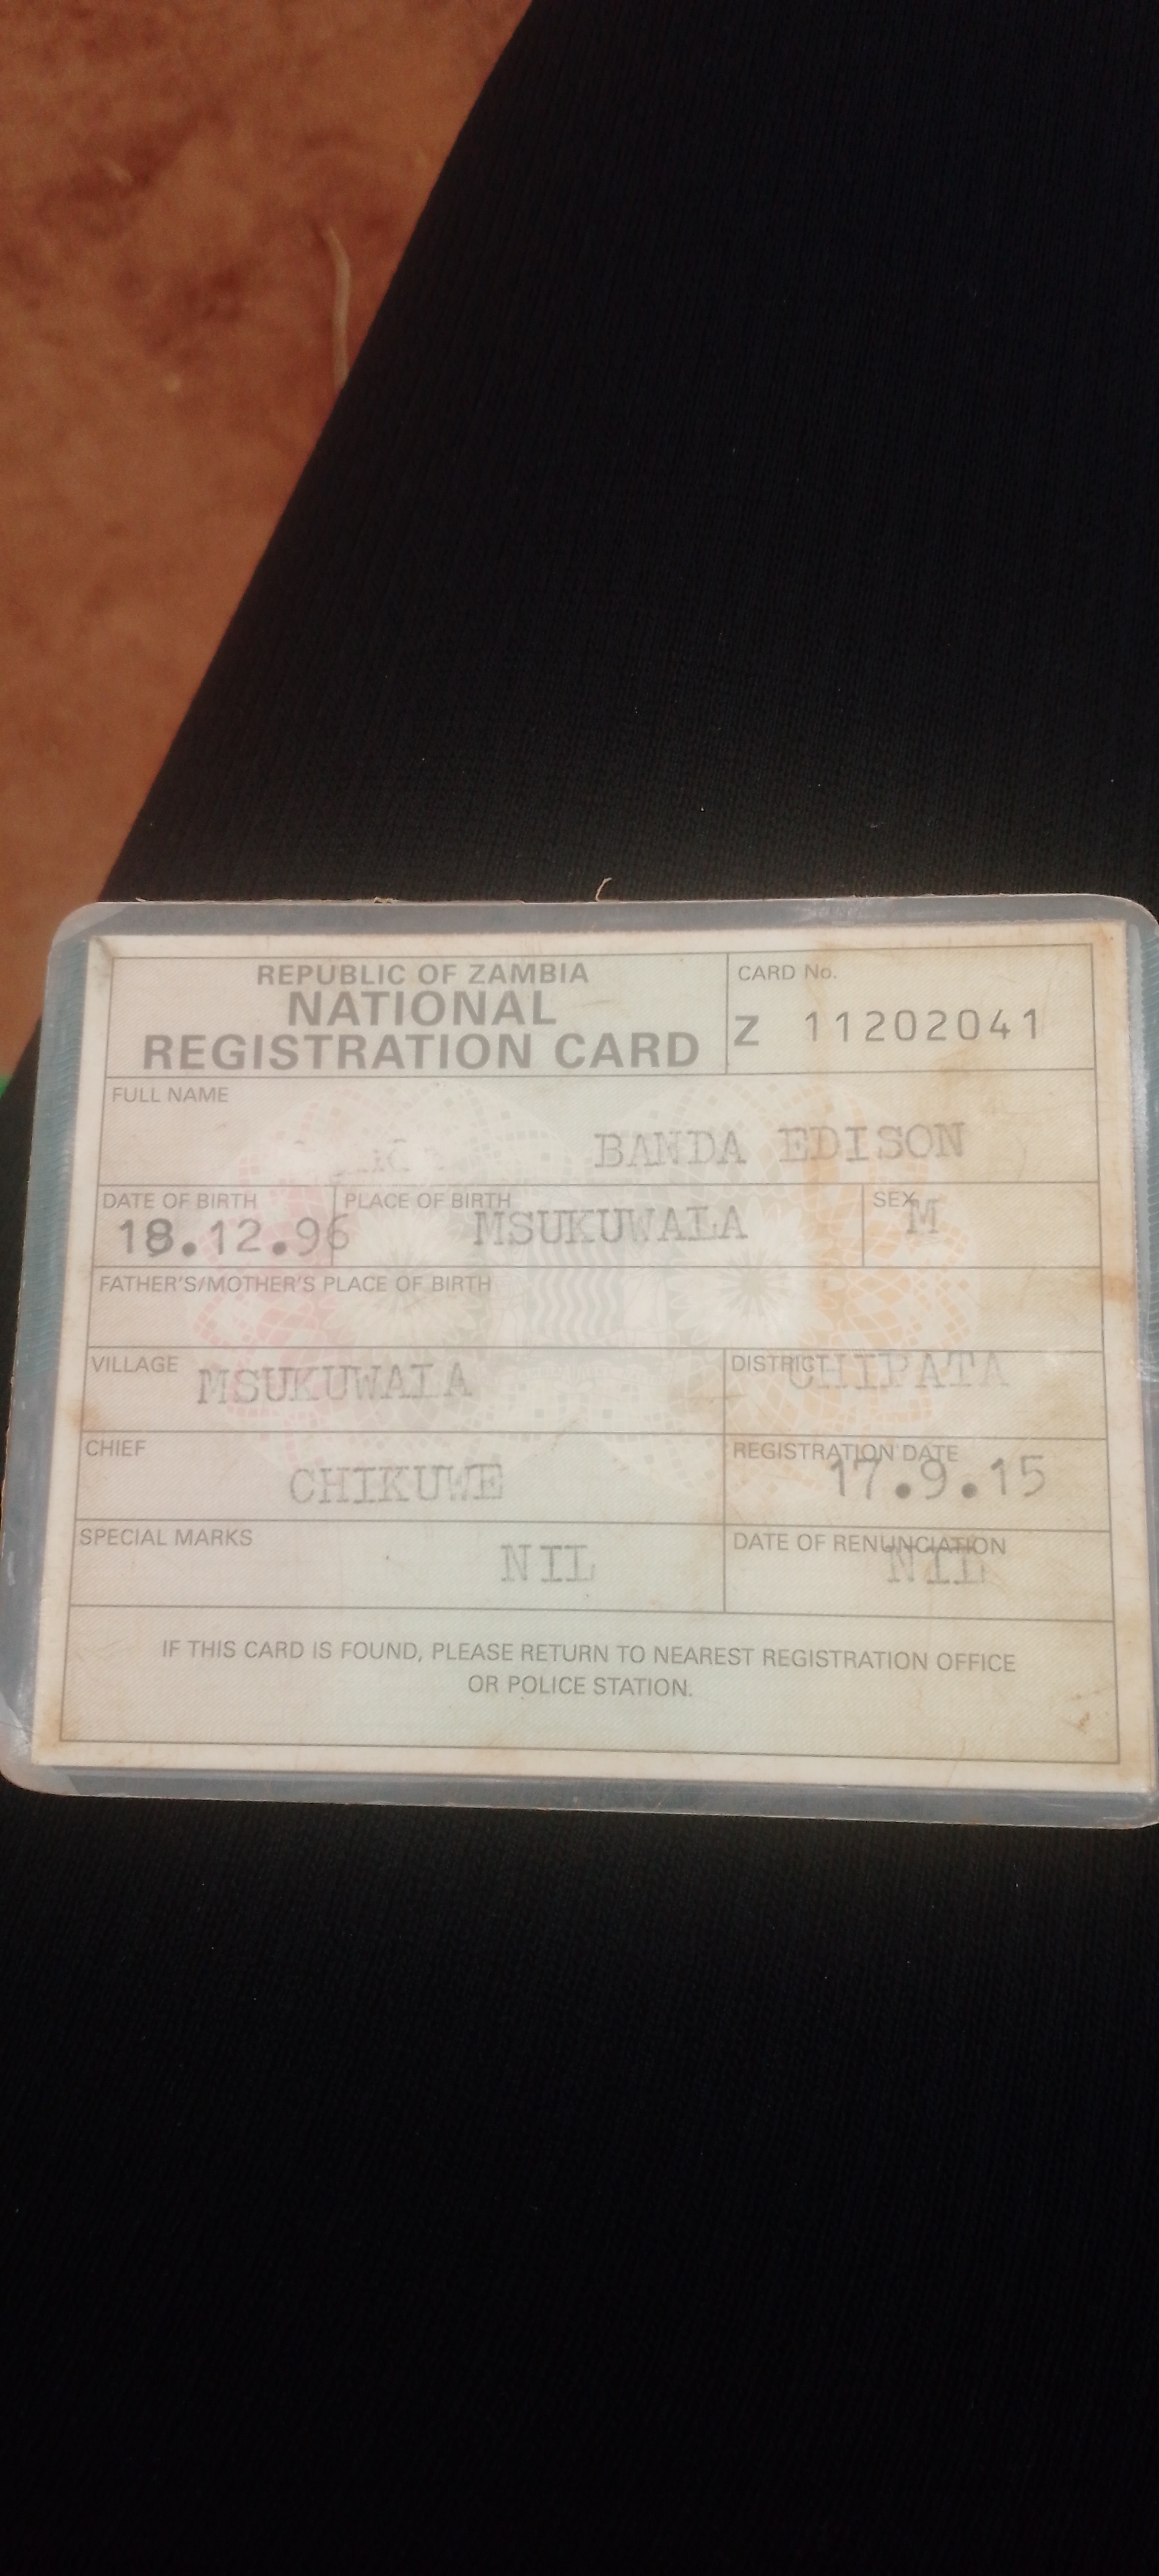 REPUBLIC OF ZAMBIA
NATIONAL
REGISTRATION CARD
CARD No.
Z 11202041
FULL NAME
BANDA EDISON
DATE OF BIRTH
18.12.96
PLACE OF BIRTH
MSUKUWALA
SEX
M
FATHER'S/MOTHER'S PLACE OF BIRTH
VILLAGE
MSUKUWALA
DISTRICT
CHIPATA
CHIEF
CHIKUWE
REGISTRATION DATE
17.9.15
SPECIAL MARKS
NIL
DATE OF RENUNCIATION
NIL
IF THIS CARD IS FOUND, PLEASE RETURN TO NEAREST REGISTRATION OFFICE
OR POLICE STATION.